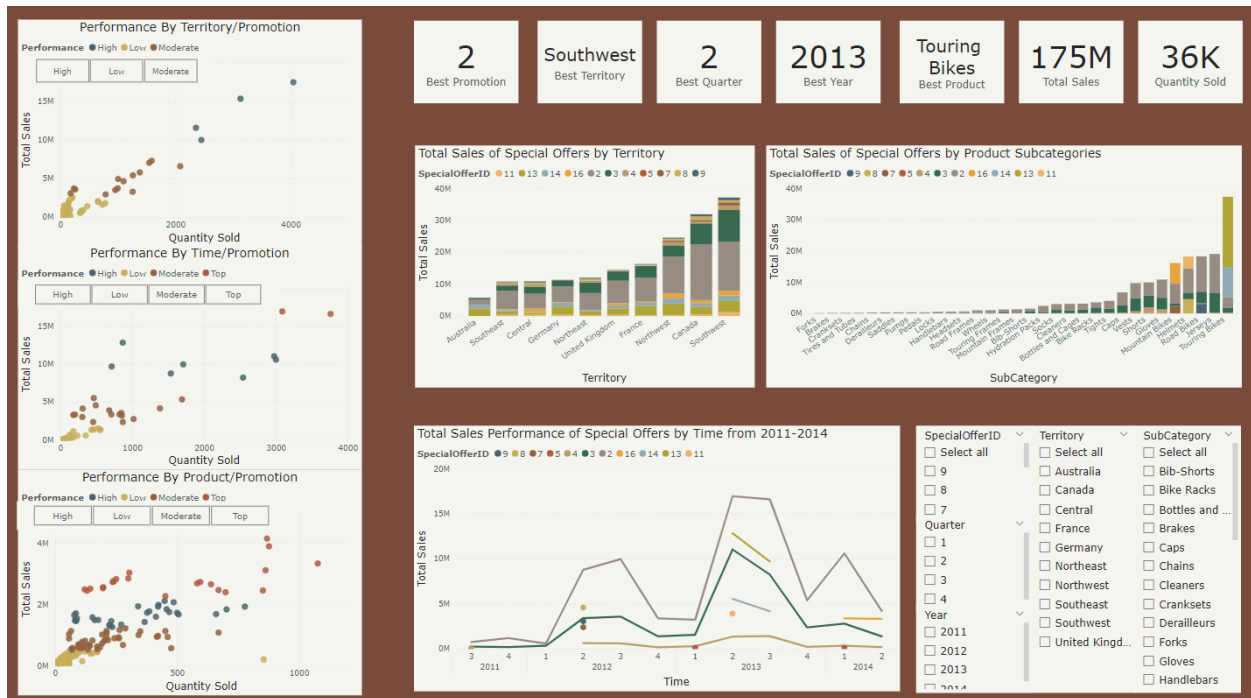 Performance By Territory/Promotion
Performance High Low Moderate
High Low Moderate
15M
10M
5M
0M
Total Sales
0 2000 4000
Quantity Sold
Performance By Time/Promotion
Performance High Low Moderate Top
High Low Moderate Top
15M
10M
5M
0M
Total Sales
0 1000 2000 3000 4000
Quantity Sold
Performance By Product/Promotion
Performance High Low Moderate Top
High Low Moderate Top
4M
2M
0M
Total Sales
0 500 1000
Quantity Sold
2
Best Promotion
Southwest
Best Territory
2
Best Quarter
2013
Best Year
Touring
Bikes
Best Product
175M
Total Sales
36K
Quantity Sold
Total Sales of Special Offers by Territory
SpecialOfferID 11 13 14 16 2 3 4 5 7 8 9
40M
30M
20M
10M
0M
Total Sales
Australia
Southeast
Central
Germany
Northeast
United Kingdom
France
Northwest
Canada
Southwest
Territory
Total Sales of Special Offers by Product Subcategories
SpecialOfferID 9 8 7 5 4 3 2 16 14 13 11
40M
30M
20M
10M
0M
Total Sales
Forks
Brakes
Cranksets
Tires and Tubes
Chains
Derailleurs
Saddles
Pumps
Pedals
Locks
Handlebars
Headsets
Road Frames
Wheels
Touring Frames
Mountain Frames
Bib-Shorts
Hydration Packs
Socks
Cleaners
Bottles and Cages
Bike Racks
Tights
Caps
Vests
Shorts
Gloves
Mountain Bikes
Helmets
Road Bikes
Jerseys
Touring Bikes
SubCategory
Total Sales Performance of Special Offers by Time from 2011-2014
SpecialOfferID 9 8 7 5 4 3 2 16 14 13 11
20M
15M
10M
5M
0M
Total Sales
3 4 1 2 3 4 1 2 3 4 1 2
2011 2012 2013 2014
Time
SpecialOfferID
Select all
9
8
7
Quarter
1
2
3
4
Year
2011
2012
2013
2014
Territory
Select all
Australia
Canada
Central
France
Germany
Northeast
Northwest
Southeast
Southwest
United Kingd...
SubCategory
Select all
Bib-Shorts
Bike Racks
Bottles and ...
Brakes
Caps
Chains
Cleaners
Cranksets
Derailleurs
Forks
Gloves
Handlebars